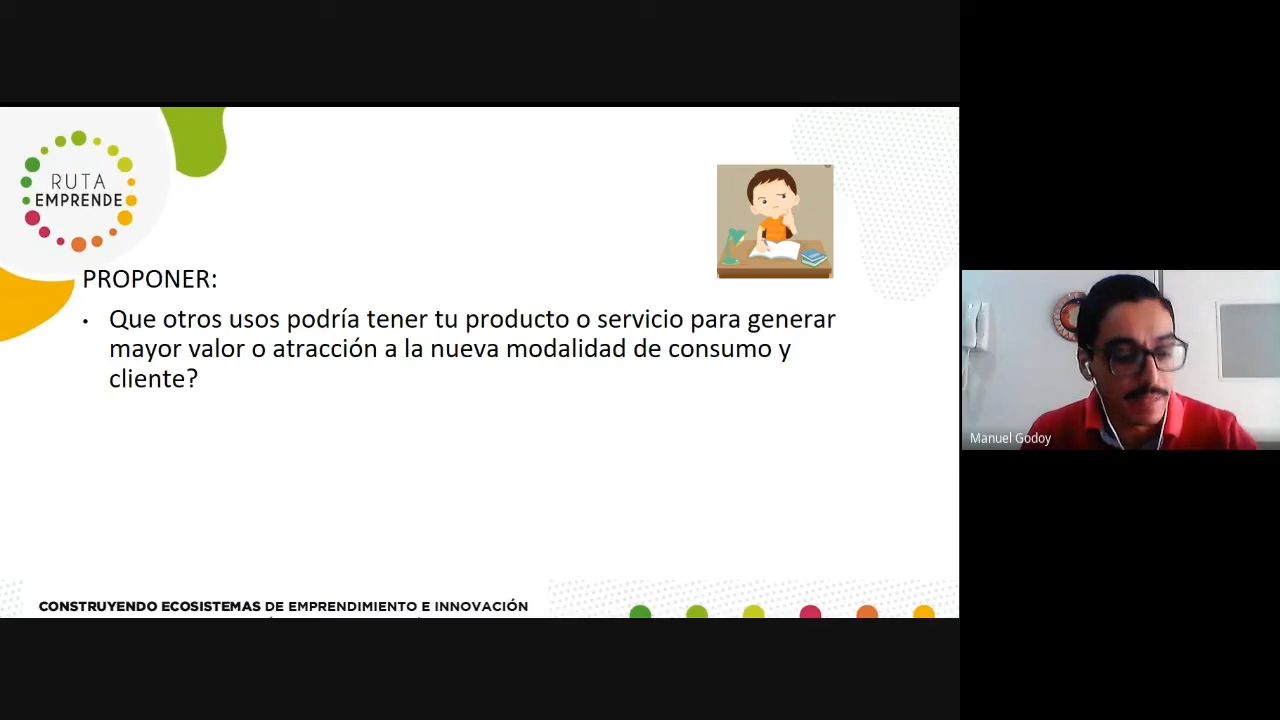 RUTA
EMPRENDE
PROPONER:
• Que otros usos podría tener tu producto o servicio para generar
mayor valor o atracción a la nueva modalidad de consumo y
cliente?
Manuel Godoy
CONSTRUYENDO ECOSISTEMAS DE EMPRENDIMIENTO E INNOVACIÓN